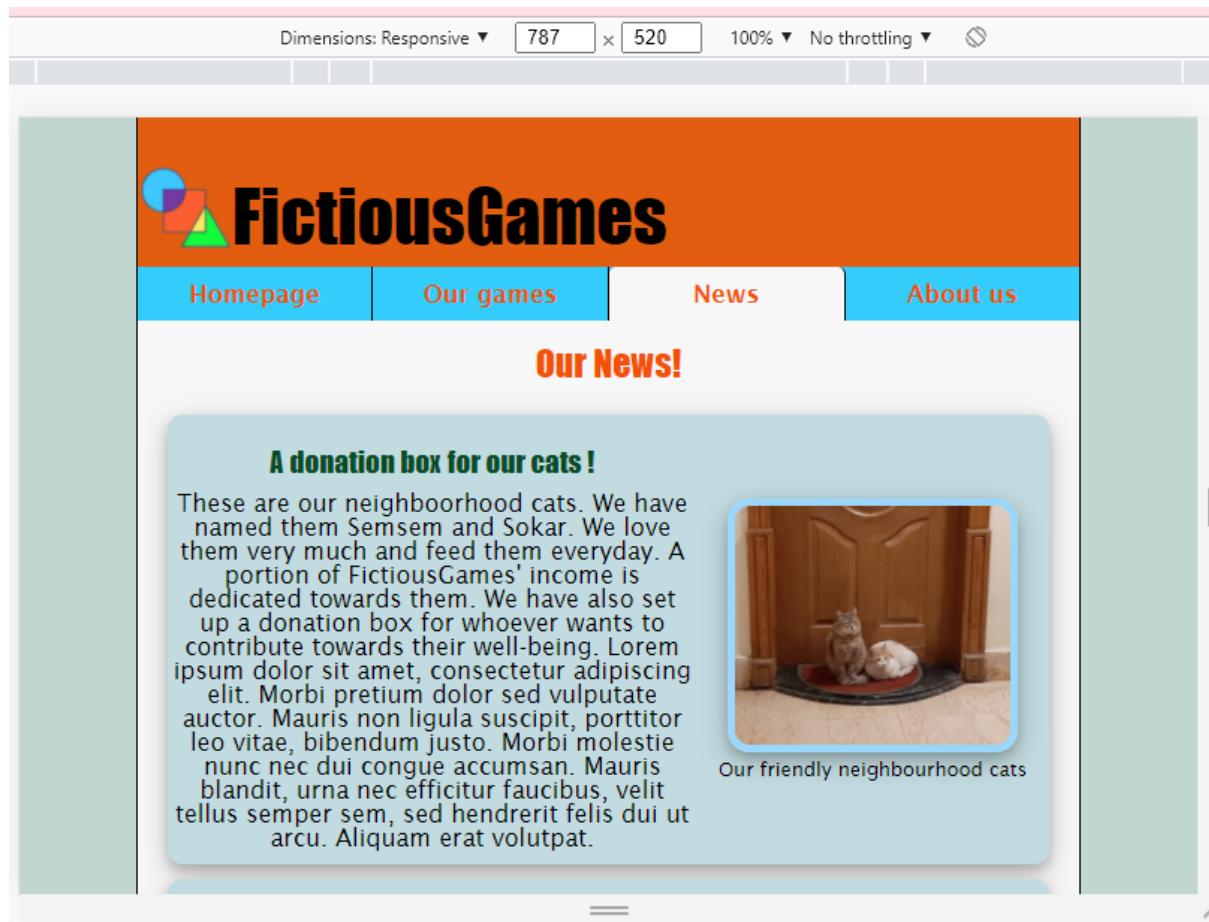 Dimensions: Responsive ▼ 787 × 520 100% ▼ No throttling ▼
FictiousGames
Homepage Our games News About us
Our News!
A donation box for our cats !
These are our neighboorhood cats. We have
named them Semsem and Sokar. We love
them very much and feed them everyday. A
portion of FictiousGames' income is
dedicated towards them. We have also set
up a donation box for whoever wants to
contribute towards their well-being. Lorem
ipsum dolor sit amet, consectetur adipiscing
elit. Morbi pretium dolor sed vulputate
auctor. Mauris non ligula suscipit, porttitor
leo vitae, bibendum justo. Morbi molestie
nunc nec dui congue accumsan. Mauris
blandit, urna nec efficitur faucibus, velit
tellus semper sem, sed hendrerit felis dui ut
arcu. Aliquam erat volutpat.
Our friendly neighbourhood cats